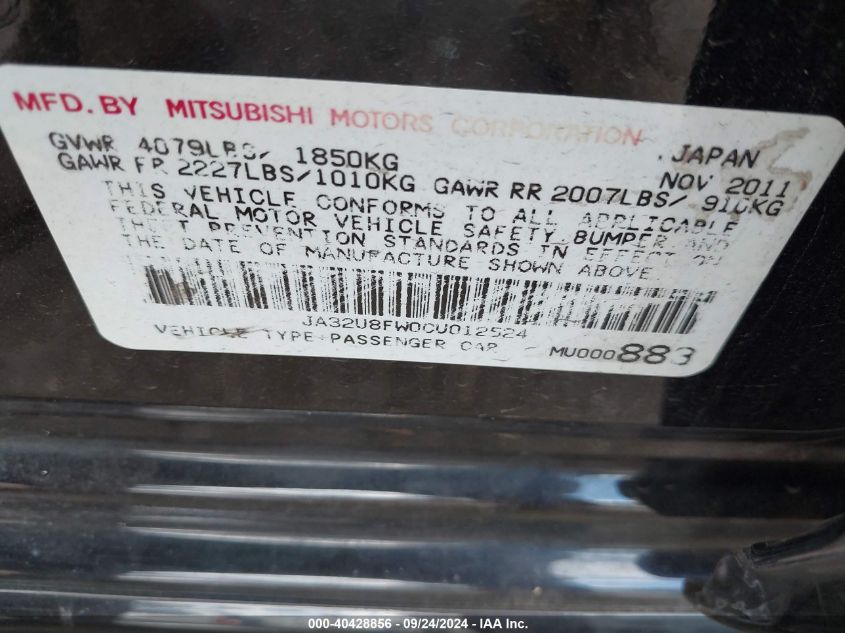 MFD. BY MITSUBISHI MOTORS CORPORATION
GVWR 4079LBS/ 1850KG JAPAN
GAWR FR 2227LBS/1010KG GAWR RR 2007LBS/ 910KG NOV 2011
THIS VEHICLE CONFORMS TO ALL APPLICABLE
FEDERAL MOTOR VEHICLE SAFETY, BUMPER AND
THEFT PREVENTION STANDARDS IN EFFECT ON
THE DATE OF MANUFACTURE SHOWN ABOVE.
JA32U8FW0CU012524
VEHICLE TYPE:PASSENGER CAR
MU000883
000-40428856 - 09/24/2024 - IAA Inc.